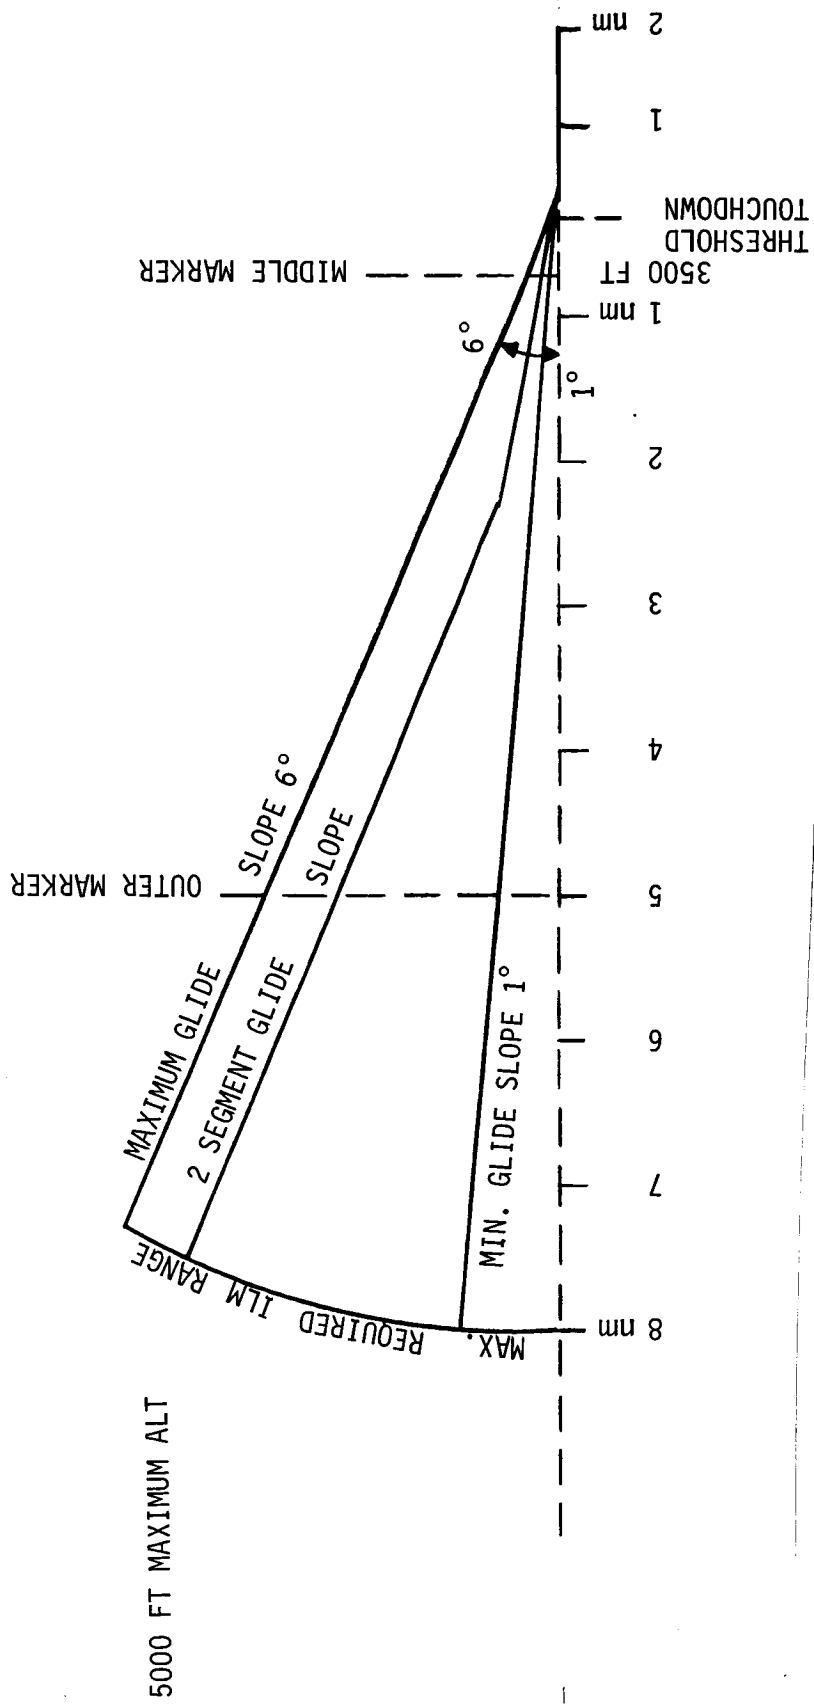 5000 FT MAXIMUM ALT
MAXIMUM GLIDE SLOPE 6°
2 SEGMENT GLIDE SLOPE
MIN. GLIDE SLOPE 1°
MAX. REQUIRED ILM RANGE
OUTER MARKER
MIDDLE MARKER
6°
1°
8 nm
7
6
5
4
3
2
1 nm
3500 FT
THRESHOLD
TOUCHDOWN
1
2 nm